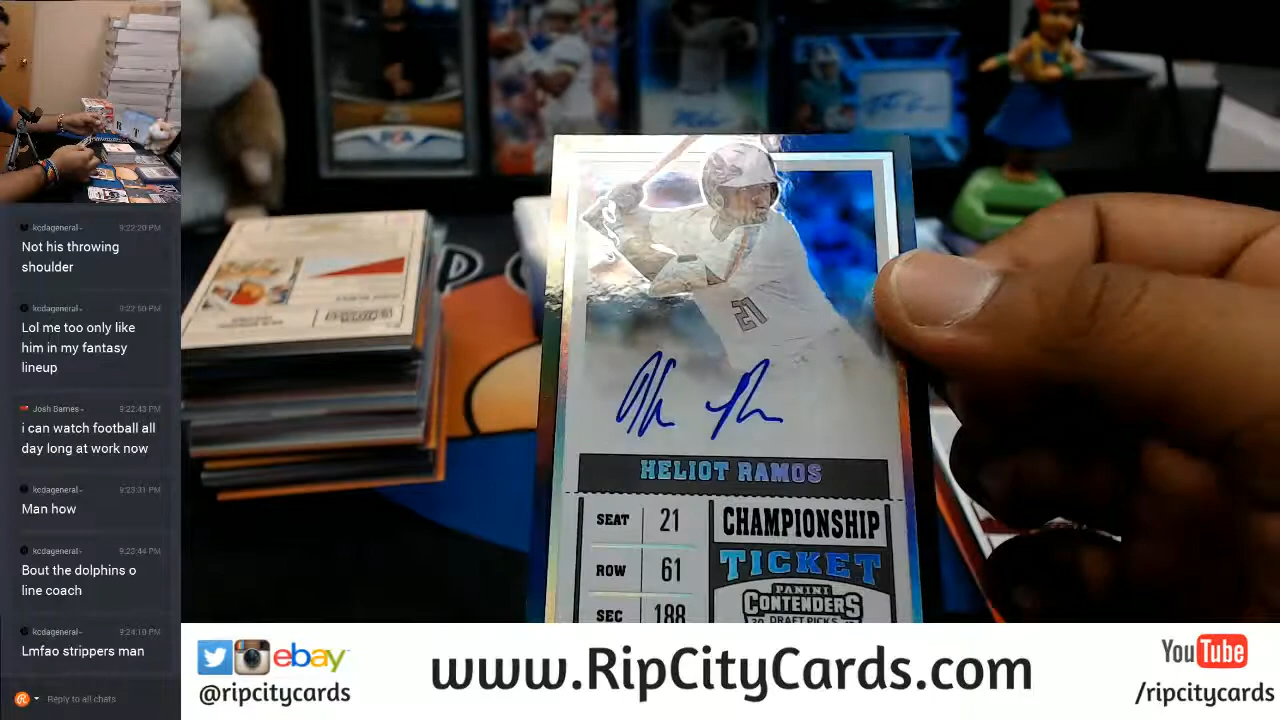 kcdageneral 9:22:20 PM
Not his throwing
shoulder
kcdageneral 9:22:50 PM
Lol me too only like
him in my fantasy
lineup
Josh Barnes 9:22:43 PM
i can watch football all
day long at work now
kcdageneral 9:23:31 PM
Man how
kcdageneral 9:23:44 PM
Bout the dolphins o
line coach
kcdageneral 9:24:10 PM
Lmfao strippers man
Reply to all chats
21
HELIOT RAMOS
SEAT 21
ROW 61
SEC 188
CHAMPIONSHIP
TICKET
PANINI
CONTENDERS
DRAFT PICKS
ebay
@ripcitycards
www.RipCityCards.com
YouTube
/ripcitycards